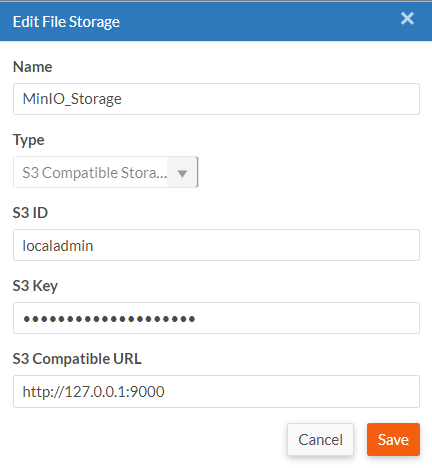 Edit File Storage
Name
MinIO_Storage
Type
S3 Compatible Stora...
S3 ID
localadmin
S3 Key
••••••••••••••••••••
S3 Compatible URL
http://127.0.0.1:9000
Cancel Save